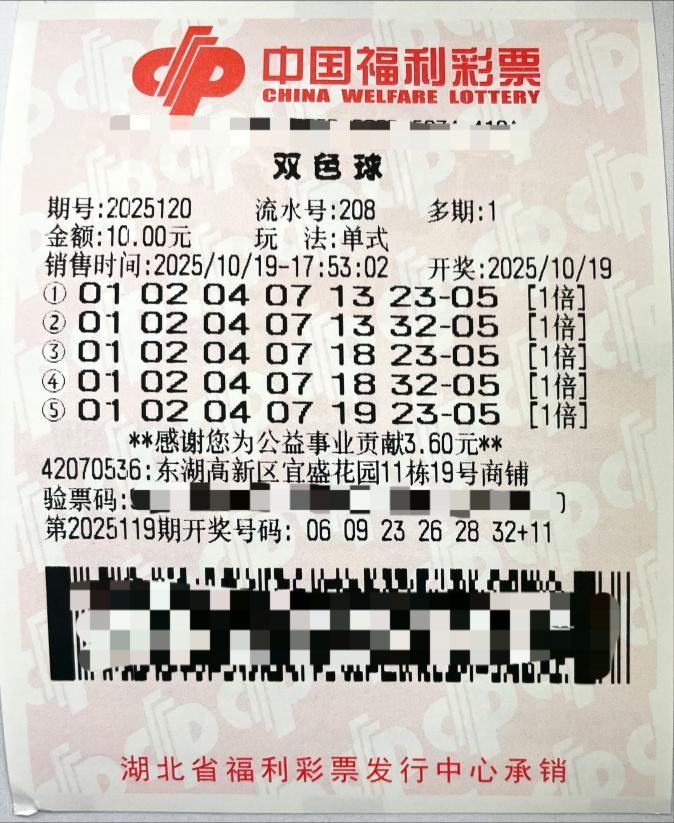 中国福利彩票
CHINA WELFARE LOTTERY
双色球
期号:2025120 流水号:208 多期:1
金额:10.00元 玩 法:单式
销售时间:2025/10/19-17:53:02 开奖:2025/10/19
① 01 02 04 07 13 23-05 [1倍]
② 01 02 04 07 13 32-05 [1倍]
③ 01 02 04 07 18 23-05 [1倍]
④ 01 02 04 07 18 32-05 [1倍]
⑤ 01 02 04 07 19 23-05 [1倍]
**感谢您为公益事业贡献3.60元**
42070536:东湖高新区宜盛花园11栋19号商铺
验票码:
第2025119期开奖号码: 06 09 23 26 28 32+11
湖北省福利彩票发行中心承销